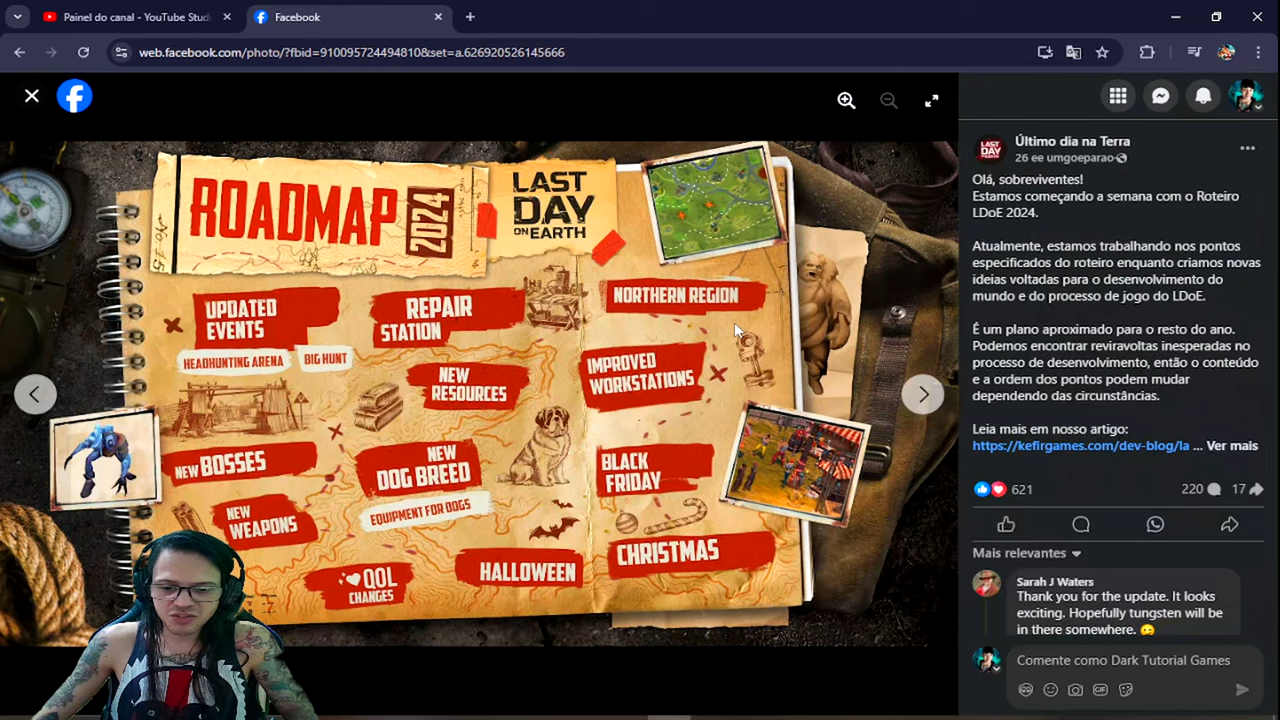 Painel do canal - YouTube Stud
Facebook
web.facebook.com/photo/?fbid=910095724494810&set=a.626920526145666
ROADMAP
2024
LAST
DAY
ON EARTH
UPDATED
EVENTS
HEADHUNTING ARENA
BIG HUNT
REPAIR
STATION
NORTHERN REGION
NEW
RESOURCES
IMPROVED
WORKSTATIONS
NEW BOSSES
NEW
DOG BREED
EQUIPMENT FOR DOGS
BLACK
FRIDAY
NEW
WEAPONS
QOL
CHANGES
HALLOWEEN
CHRISTMAS
Último dia na Terra
LAST
DAY
26 ee umgoeparao
Olá, sobreviventes!
Estamos começando a semana com o Roteiro
LDoE 2024.
Atualmente, estamos trabalhando nos pontos
especificados do roteiro enquanto criamos novas
ideias voltadas para o desenvolvimento do
mundo e do processo de jogo do LDoE.
É um plano aproximado para o resto do ano.
Podemos encontrar reviravoltas inesperadas no
processo de desenvolvimento, então o conteúdo
e a ordem dos pontos podem mudar
dependendo das circunstâncias.
Leia mais em nosso artigo:
https://kefirgames.com/dev-blog/la ... Ver mais
621
220
17
Mais relevantes
Sarah J Waters
Thank you for the update. It looks
exciting. Hopefully tungsten will be
in there somewhere.
Comente como Dark Tutorial Games
GIF